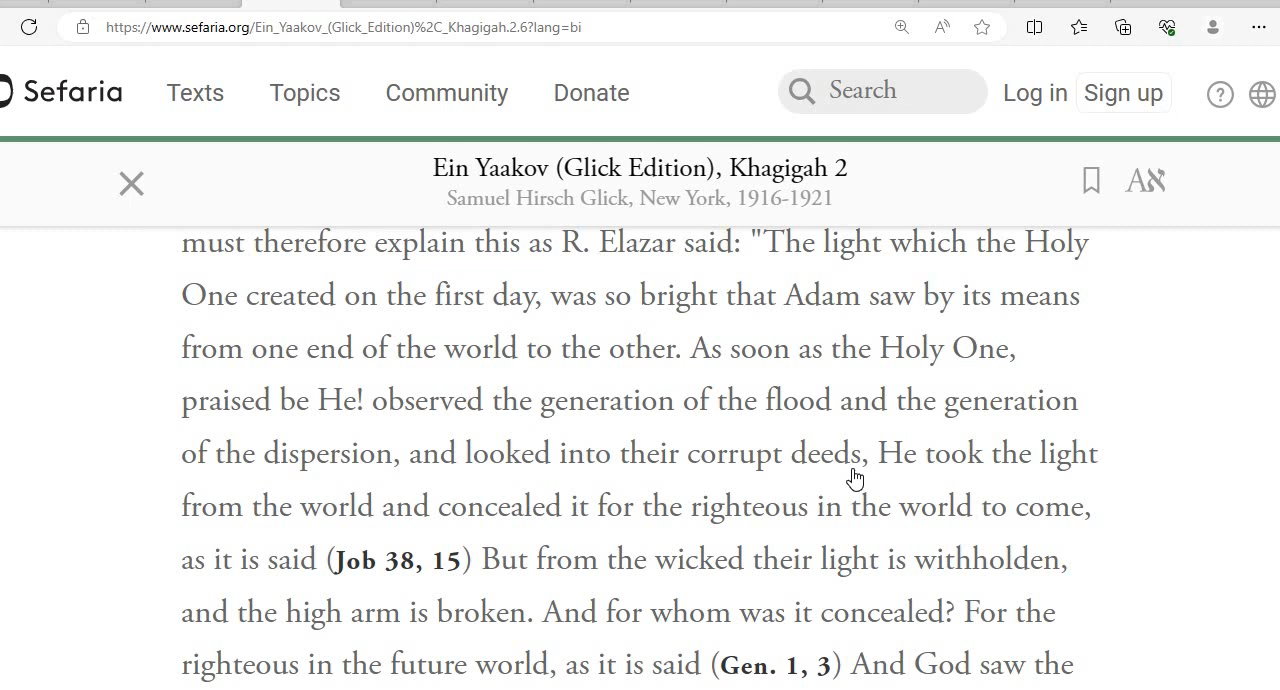 https://www.sefaria.org/Ein_Yaakov_(Glick_Edition)%2C_Khagigah.2.6?lang=bi
Sefaria Texts Topics Community Donate Search Log in Sign up
Ein Yaakov (Glick Edition), Khagigah 2
Samuel Hirsch Glick, New York, 1916-1921
Aא
must therefore explain this as R. Elazar said: "The light which the Holy
One created on the first day, was so bright that Adam saw by its means
from one end of the world to the other. As soon as the Holy One,
praised be He! observed the generation of the flood and the generation
of the dispersion, and looked into their corrupt deeds, He took the light
from the world and concealed it for the righteous in the world to come,
as it is said (Job 38, 15) But from the wicked their light is withholden,
and the high arm is broken. And for whom was it concealed? For the
righteous in the future world, as it is said (Gen. 1, 3) And God saw the